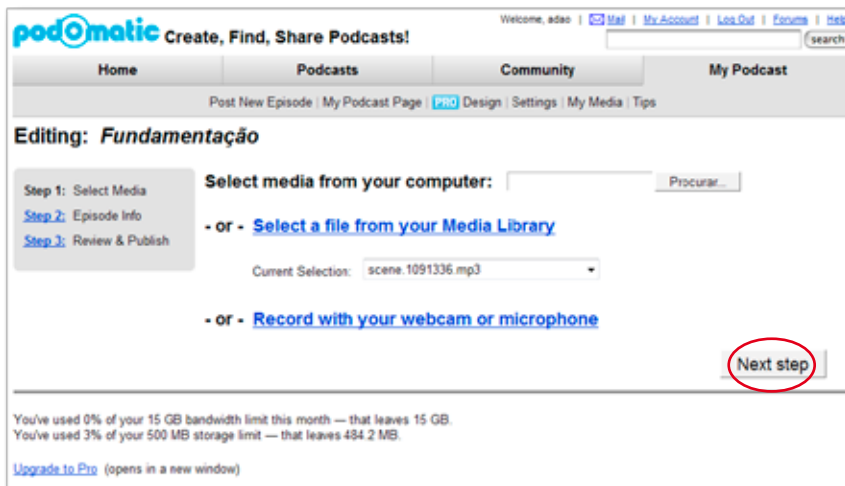 Welcome, adao | Mail | My Account | Log Out | Forums | Help
podOmatic Create, Find, Share Podcasts!
search
Home Podcasts Community My Podcast
Post New Episode | My Podcast Page | PRO Design | Settings | My Media | Tips
Editing: Fundamentação
Step 1: Select Media
Step 2: Episode Info
Step 3: Review & Publish
Select media from your computer: Procurar...
- or - Select a file from your Media Library
Current Selection: scene.1091336.mp3
- or - Record with your webcam or microphone
Next step
You've used 0% of your 15 GB bandwidth limit this month — that leaves 15 GB.
You've used 3% of your 500 MB storage limit — that leaves 484.2 MB.
Upgrade to Pro (opens in a new window)